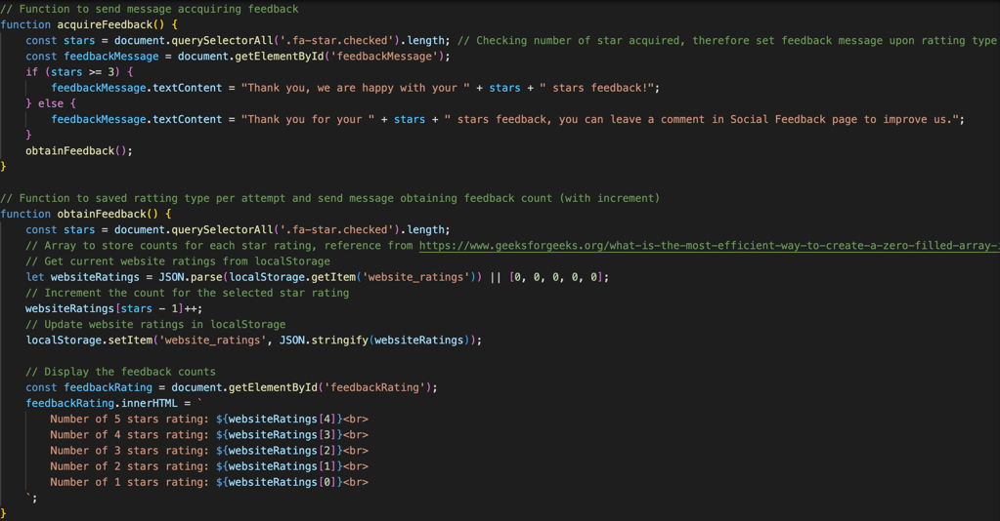 // Function to send message accquiring feedback
function acquireFeedback() {
    const stars = document.querySelectorAll('.fa-star.checked').length; // Checking number of star acquired, therefore set feedback message upon ratting type
    const feedbackMessage = document.getElementById('feedbackMessage');
    if (stars >= 3) {
        feedbackMessage.textContent = "Thank you, we are happy with your " + stars + " stars feedback!";
    } else {
        feedbackMessage.textContent = "Thank you for your " + stars + " stars feedback, you can leave a comment in Social Feedback page to improve us.";
    }
    obtainFeedback();
}
// Function to saved ratting type per attempt and send message obtaining feedback count (with increment)
function obtainFeedback() {
    const stars = document.querySelectorAll('.fa-star.checked').length;
    // Array to store counts for each star rating, reference from https://www.geeksforgeeks.org/what-is-the-most-efficient-way-to-create-a-zero-filled-array-
    // Get current website ratings from localStorage
    let websiteRatings = JSON.parse(localStorage.getItem('website_ratings')) || [0, 0, 0, 0, 0];
    // Increment the count for the selected star rating
    websiteRatings[stars - 1]++;
    // Update website ratings in localStorage
    localStorage.setItem('website_ratings', JSON.stringify(websiteRatings));
    // Display the feedback counts
    const feedbackRating = document.getElementById('feedbackRating');
    feedbackRating.innerHTML = `
        Number of 5 stars rating: ${websiteRatings[4]}<br>
        Number of 4 stars rating: ${websiteRatings[3]}<br>
        Number of 3 stars rating: ${websiteRatings[2]}<br>
        Number of 2 stars rating: ${websiteRatings[1]}<br>
        Number of 1 stars rating: ${websiteRatings[0]}<br>
    `;
}